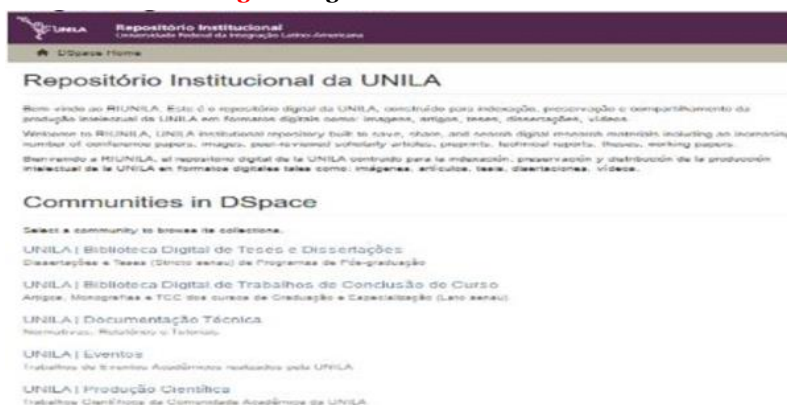 UNILA
Repositório Institucional
Universidade Federal da Integração Latino-Americana
DSpace Home
Repositório Institucional da UNILA
Bem-vindo ao RIUNILA. Este é o repositório digital da UNILA, construído para indexação, preservação e compartilhamento da
produção intelectual da UNILA em formatos digitais como: imagens, artigos, teses, dissertações, vídeos.
Welcome to RIUNILA, UNILA institutional repository built to save, share, and search digital research materials including an increasing
number of conference papers, images, peer-reviewed scholarly articles, preprints, technical reports, theses, working papers.
Bienvenido a RIUNILA, el repositorio digital de la UNILA construido para la indexación, preservación y distribución de la producción
intelectual de la UNILA en formatos digitales tales como: imágenes, artículos, tesis, disertaciones, vídeos.
Communities in DSpace
Select a community to browse its collections.
UNILA | Biblioteca Digital de Teses e Dissertações
Dissertações e Teses (Stricto sensu) de Programas de Pós-graduação
UNILA | Biblioteca Digital de Trabalhos de Conclusão de Curso
Artigos, Monografias e TCC dos cursos de Graduação e Especialização (Lato sensu)
UNILA | Documentação Técnica
Normativas, Relatórios e Tutoriais
UNILA | Eventos
Trabalhos de Eventos Acadêmicos realizados pela UNILA
UNILA | Produção Científica
Trabalhos Científicos da Comunidade Acadêmica da UNILA